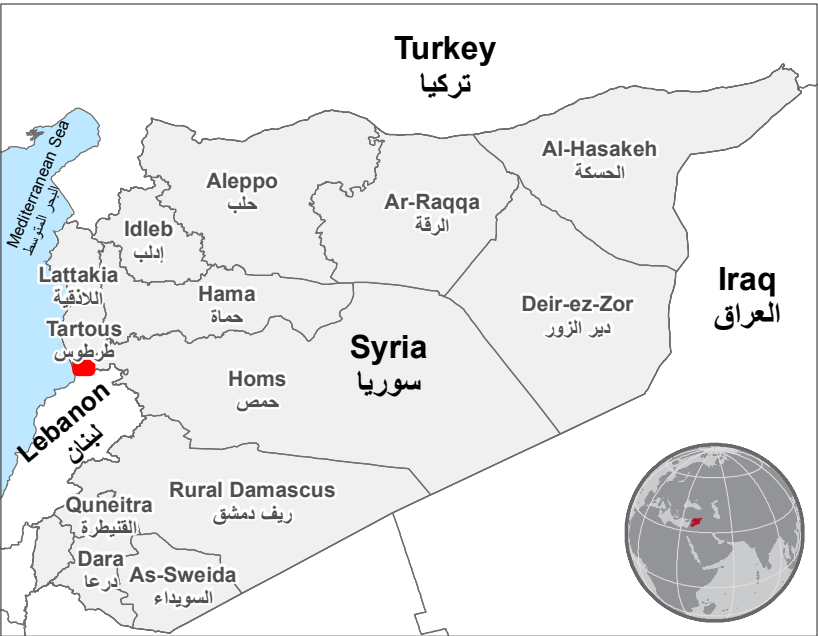 Turkey
تركيا
Mediterranean Sea
البحر المتوسط
Al-Hasakeh
الحسكة
Aleppo
حلب
Ar-Raqqa
الرقة
Idleb
إدلب
Lattakia
اللاذقية
Hama
حماة
Iraq
العراق
Deir-ez-Zor
دير الزور
Tartous
طرطوس
Syria
سوريا
Homs
حمص
Lebanon
لبنان
Rural Damascus
ريف دمشق
Quneitra
القنيطرة
Dara
درعا
As-Sweida
السويداء